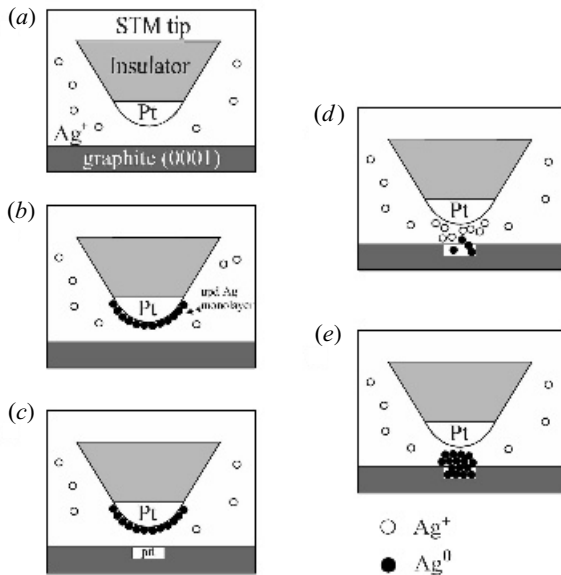 (a)
STM tip
Insulator
Pt
Ag⁺
graphite (0001)
(b)
Pt
upd Ag
monolayer
(c)
Pt
pit
(d)
Pt
(e)
Pt
Ag⁺
Ag⁰